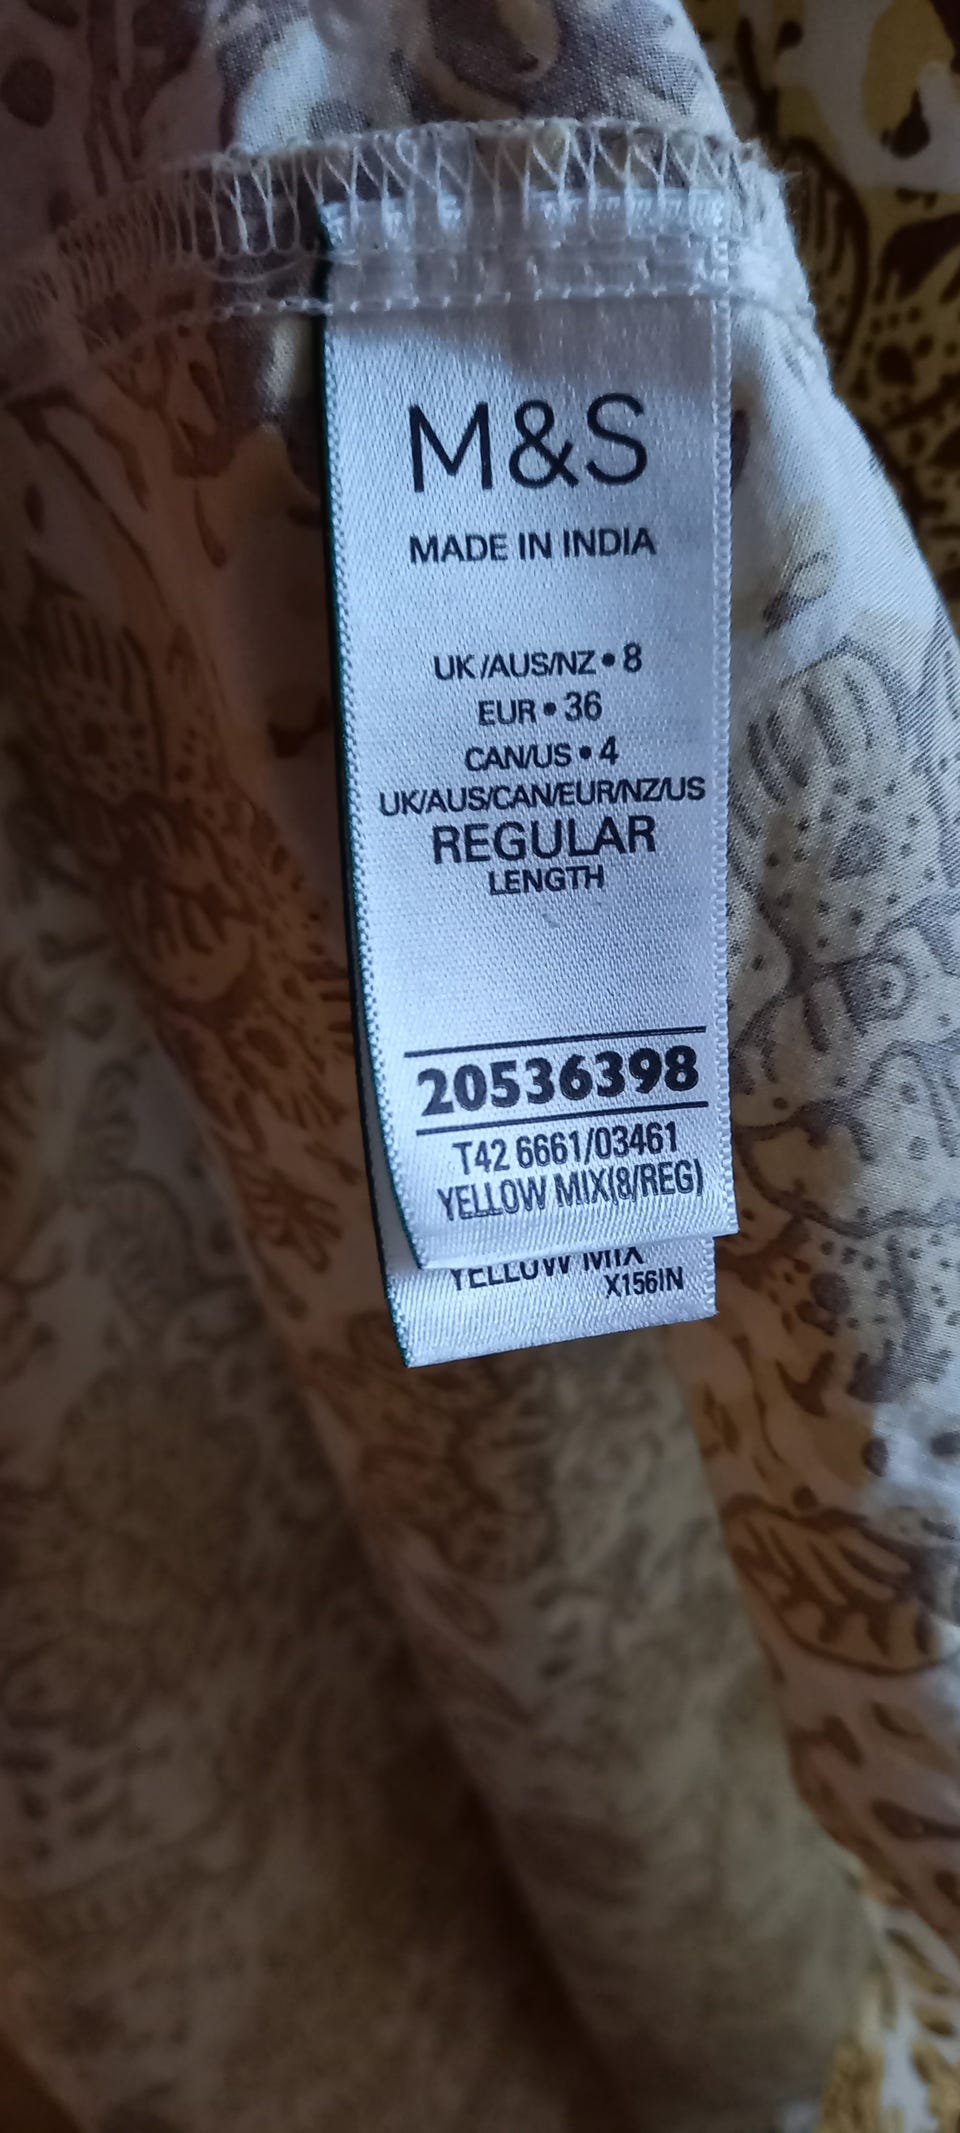 M&S
MADE IN INDIA
UK/AUS/NZ • 8
EUR • 36
CAN/US • 4
UK/AUS/CAN/EUR/NZ/US
REGULAR
LENGTH
20536398
T42 6661/03461
YELLOW MIX(8/REG)
YELLOW MIX
X156IN